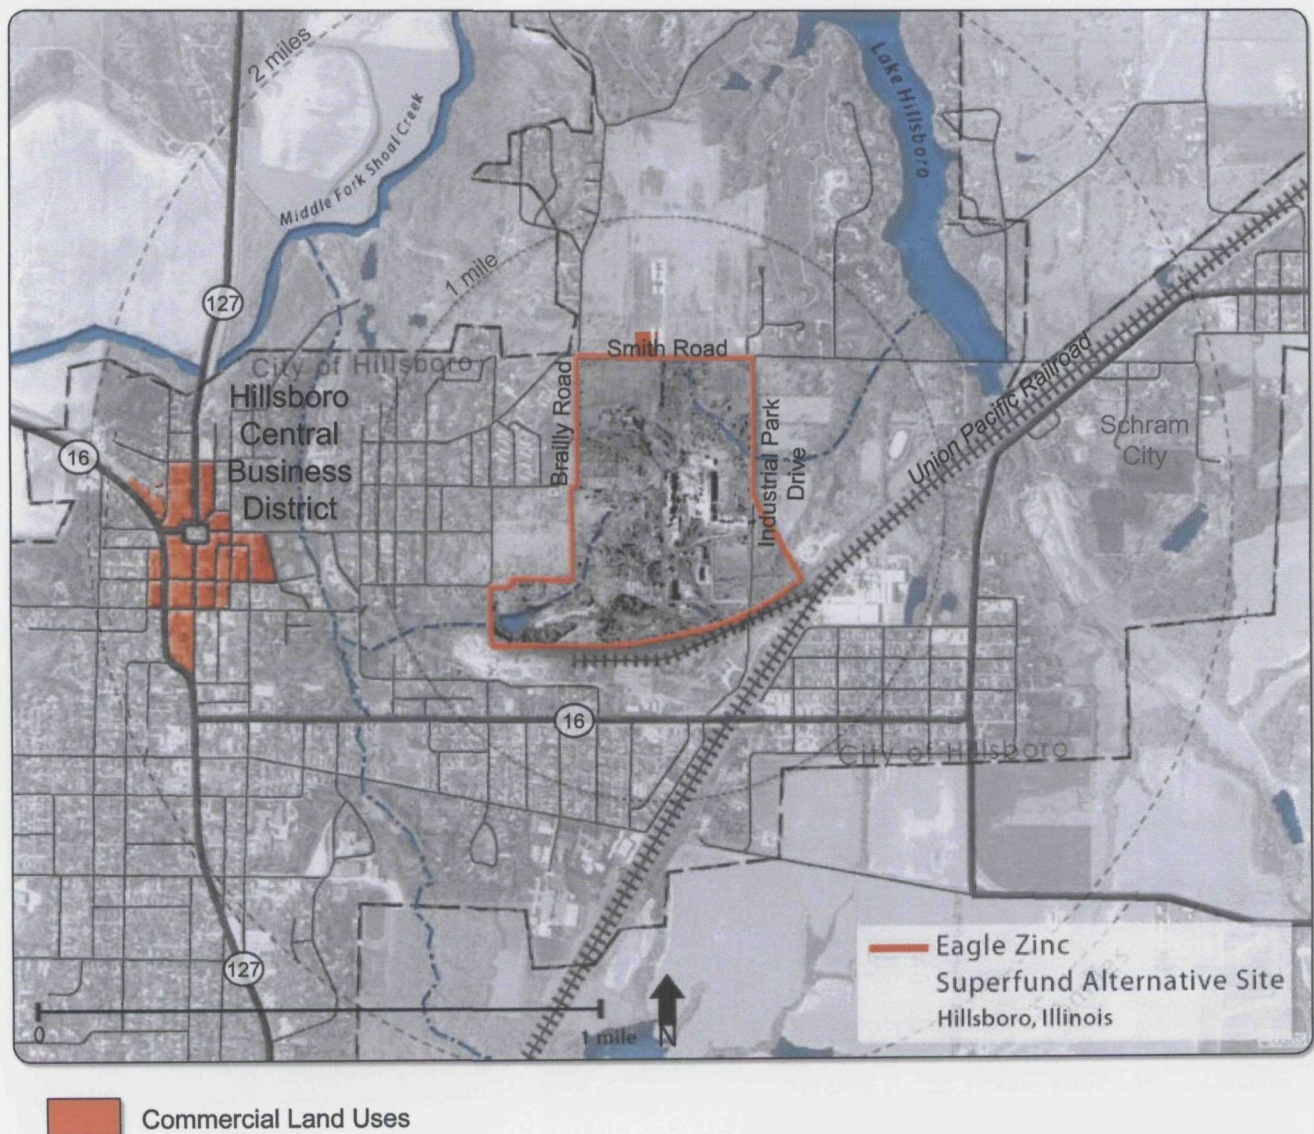 2 miles
Middle Fork Shoal Creek
Lake Hillsboro
1 mile
127
City of Hillsboro
Smith Road
Hillsboro
Central
Business
District
Brailly Road
Industrial Park
Drive
Union Pacific Railroad
Schram
City
16
16
City of Hillsboro
127
Eagle Zinc
Superfund Alternative Site
Hillsboro, Illinois
0
1 mile
N
Commercial Land Uses